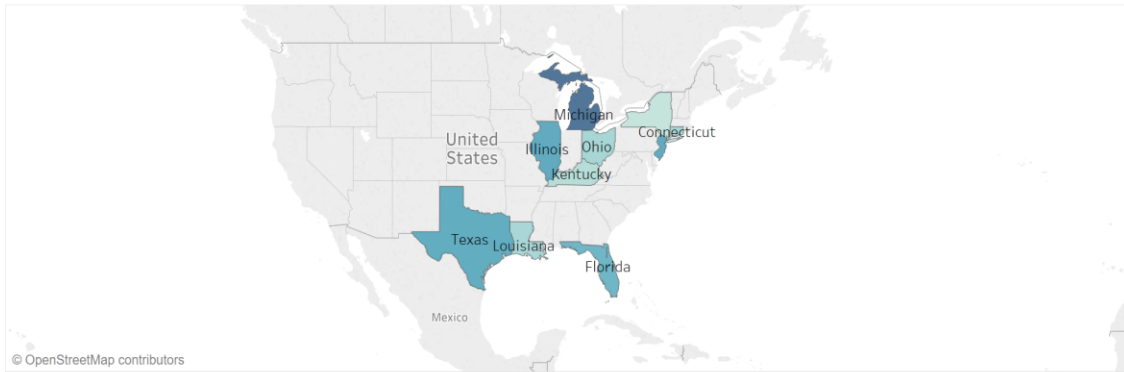 Michigan
Connecticut
United
States
Illinois
Ohio
Kentucky
Texas
Louisiana
Florida
Mexico
© OpenStreetMap contributors